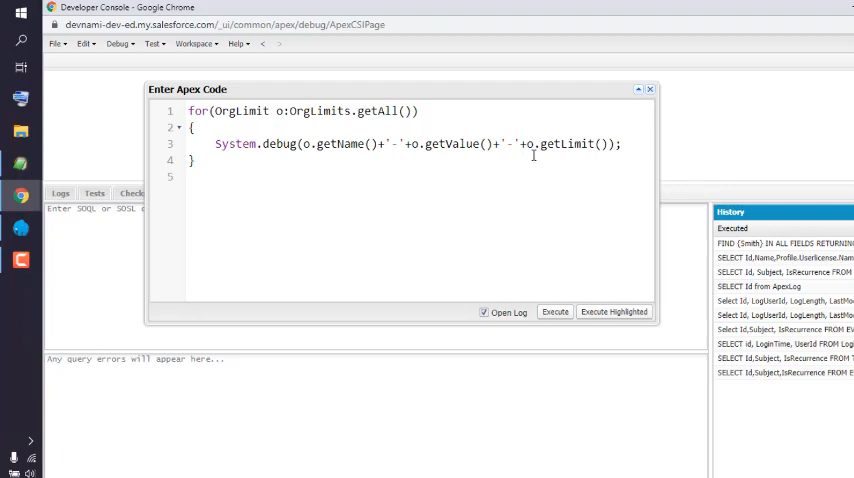 Developer Console - Google Chrome
devnami-dev-ed.my.salesforce.com/_ui/common/apex/debug/ApexCSIPage
File Edit Debug Test Workspace Help < >
Enter Apex Code
1 for(OrgLimit o:OrgLimits.getAll())
2 {
3 System.debug(o.getName()+'-'+o.getValue()+'-'+o.getLimit());
4 }
5
Open Log Execute Execute Highlighted
Logs Tests Check
Enter SOQL or SOSL
Any query errors will appear here...
History
Executed
FIND {Smith} IN ALL FIELDS RETURNIN
SELECT Id,Name,Profile.Userlicense.Nam
SELECT Id, Subject, IsRecurrence FROM
SELECT Id from ApexLog
Select Id, LogUserId, LogLength, LastMo
Select Id, LogUserId, LogLength, LastMo
Select Id,Subject, IsRecurrence FROM EV
SELECT id, LoginTime, UserId FROM Log
SELECT Id,Subject, IsRecurrence FROM T
SELECT Id,Subject,IsRecurrence FROM E